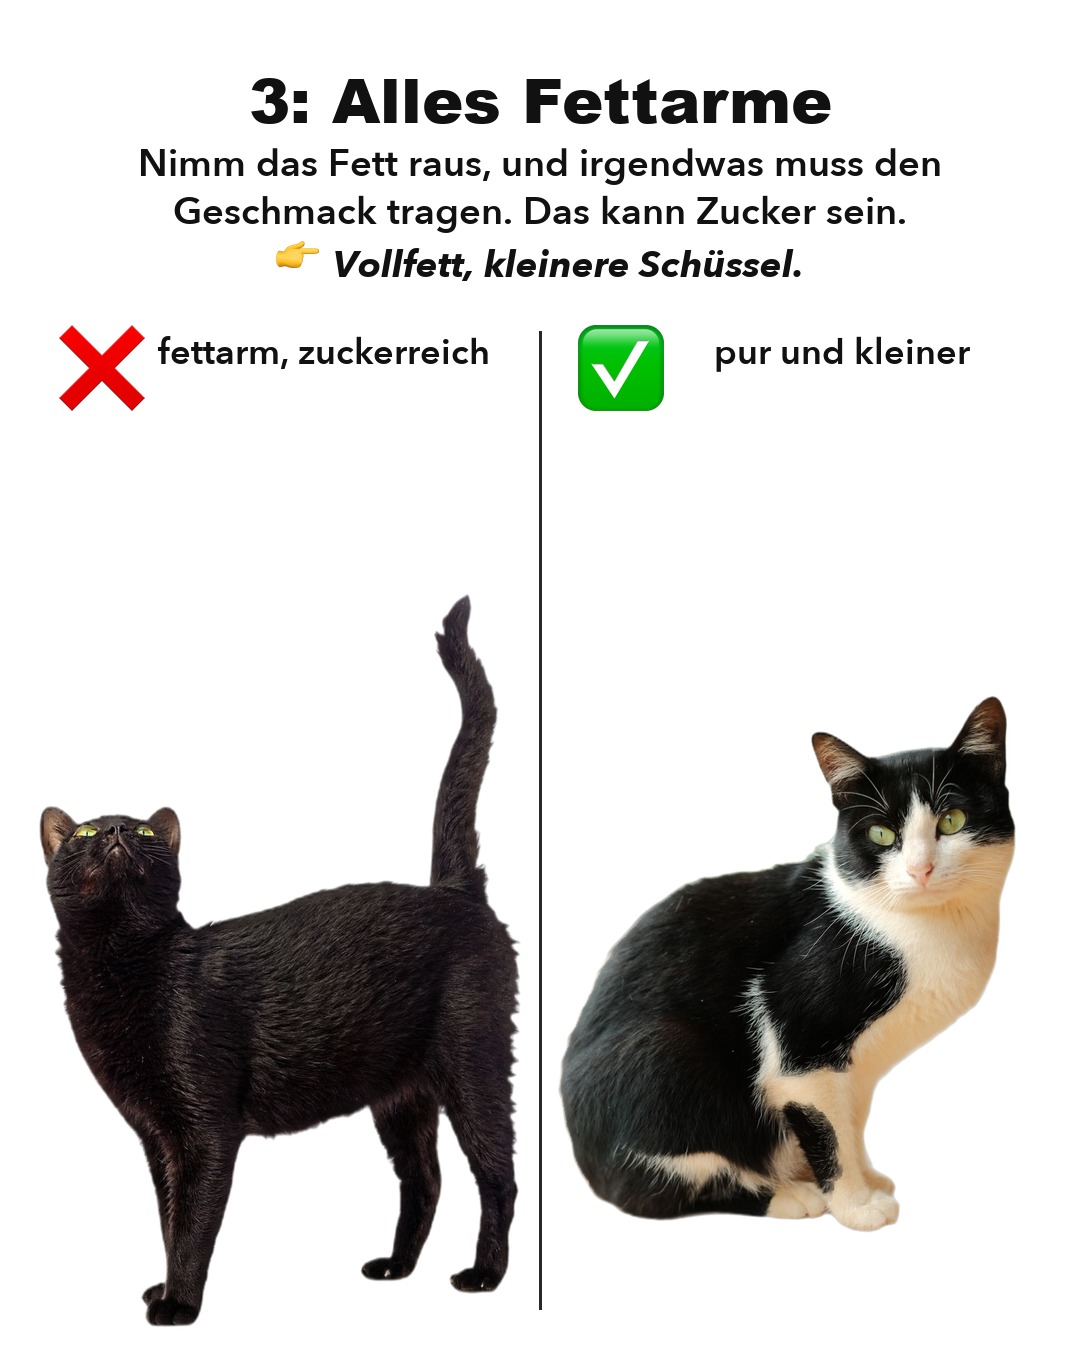 3: Alles Fettarme
Nimm das Fett raus, und irgendwas muss den
Geschmack tragen. Das kann Zucker sein.
👉 Vollfett, kleinere Schüssel.
❌ fettarm, zuckerreich
✅ pur und kleiner